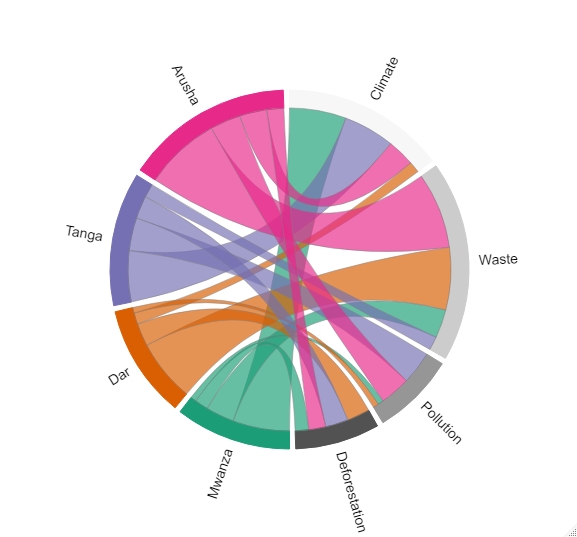 Climate
Waste
Pollution
Deforestation
Mwanza
Dar
Tanga
Arusha